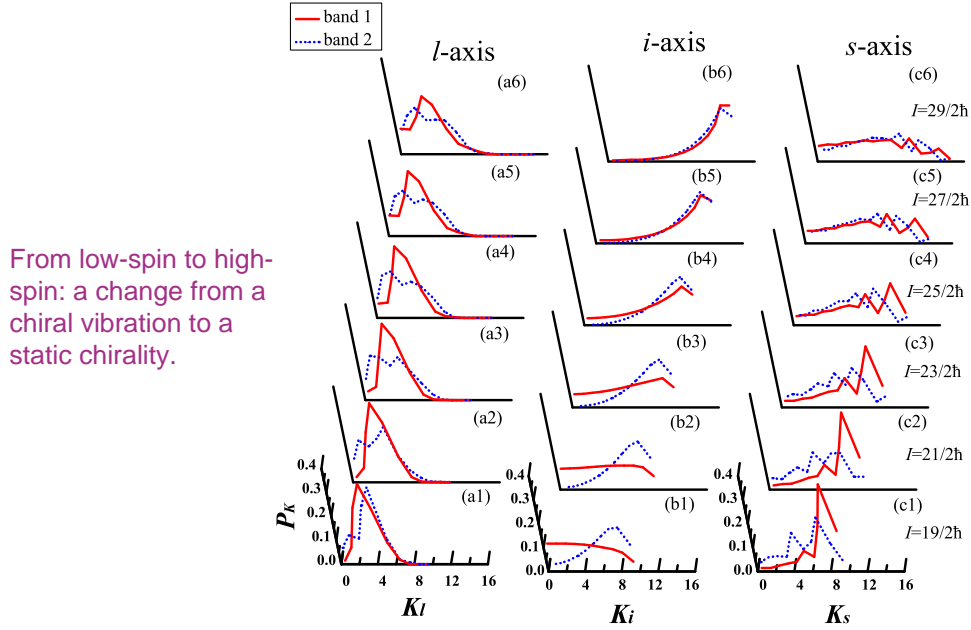 band 1
band 2
l-axis
i-axis
s-axis
(a6)
(b6)
(c6)
I=29/2ħ
(a5)
(b5)
(c5)
I=27/2ħ
From low-spin to high-
spin: a change from a
chiral vibration to a
static chirality.
(a4)
(b4)
(c4)
I=25/2ħ
(a3)
(b3)
(c3)
I=23/2ħ
(a2)
(b2)
(c2)
I=21/2ħ
(a1)
(b1)
(c1)
I=19/2ħ
0.4
0.3
0.2
0.1
0.0
PK
0 4 8 12 16
Kl
0.4
0.3
0.2
0.1
0.0
0 4 8 12 16
Ki
0.4
0.3
0.2
0.1
0.0
0 4 8 12 16
Ks